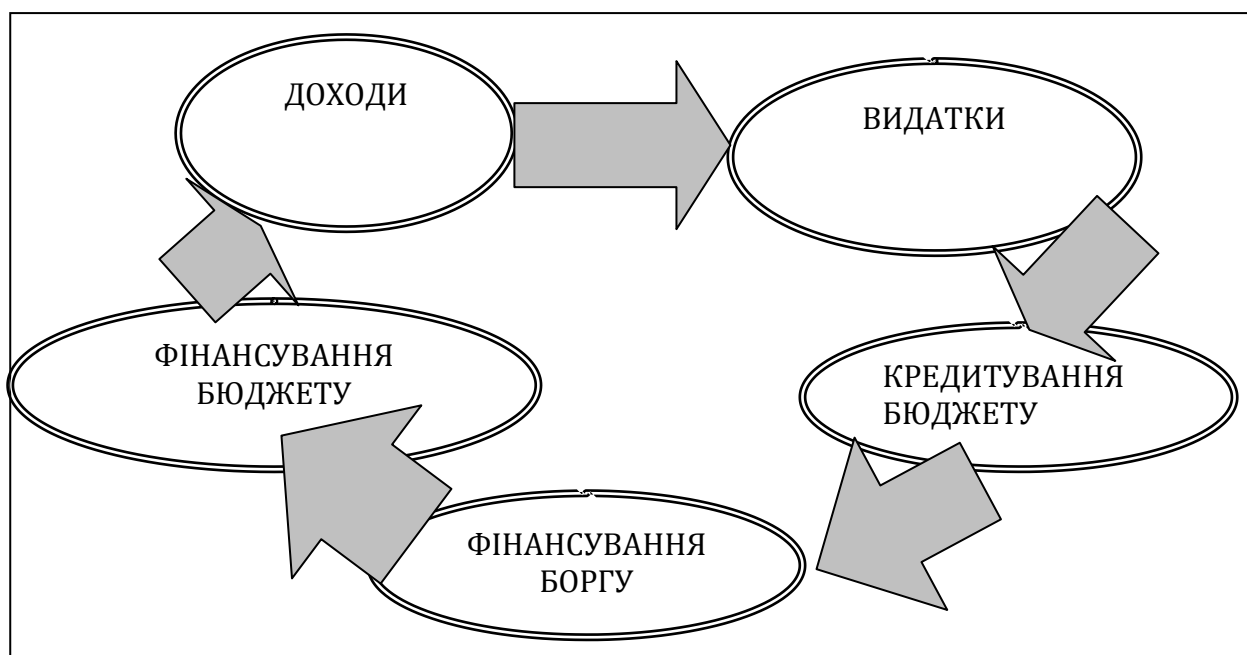 ДОХОДИ
ВИДАТКИ
ФІНАНСУВАННЯ
БЮДЖЕТУ
КРЕДИТУВАННЯ
БЮДЖЕТУ
ФІНАНСУВАННЯ
БОРГУ